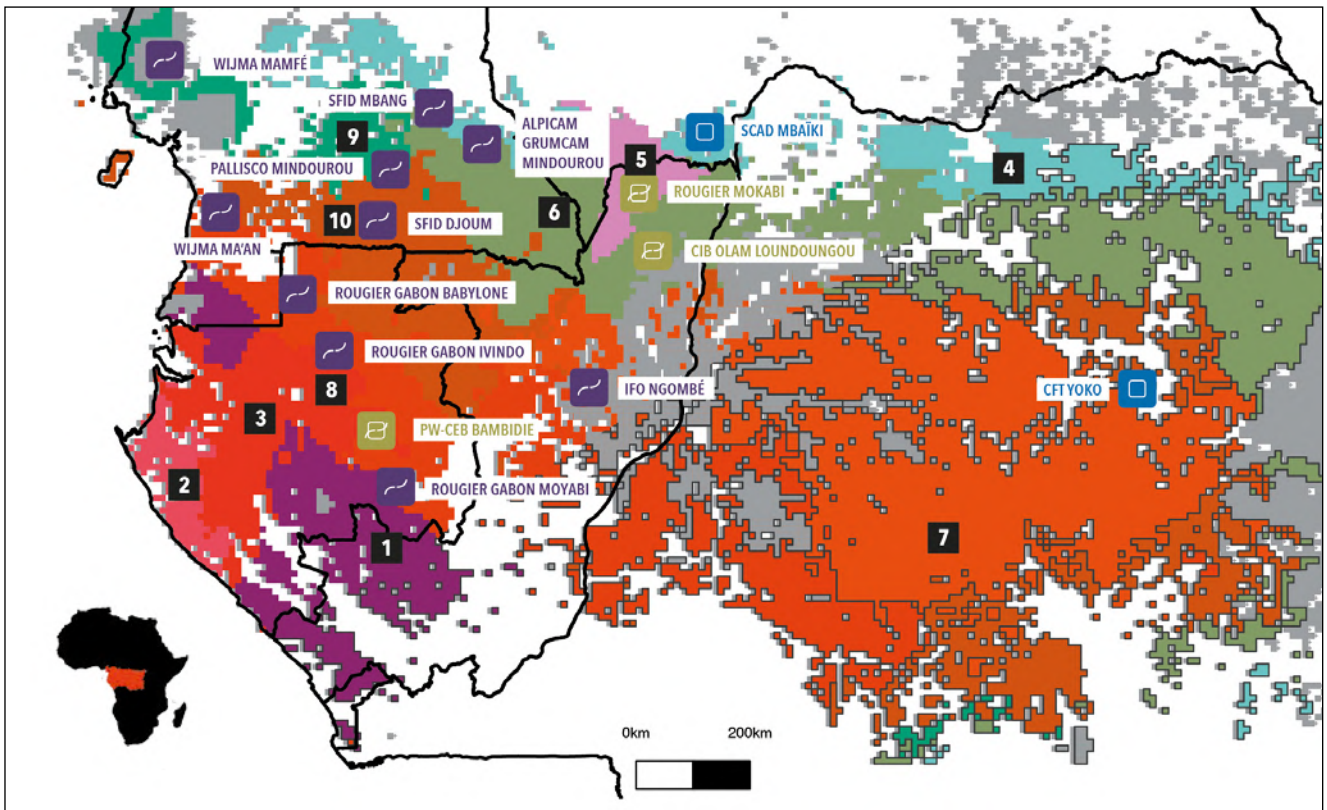 WIJMA MAMFÉ
SFID MBANG
ALPICAM
GRUMCAM
MINDOUROU
SCAD MBAÏKI
9
5
4
PALLISCO MINDOUROU
ROUGIER MOKABI
6
10
SFID DJOUM
WIJMA MA'AN
CIB OLAM LOUNDOUNGOU
ROUGIER GABON BABYLONE
ROUGIER GABON IVINDO
8
IFO NGOMBÉ
CFT YOKO
3
PW-CEB BAMBIDIE
2
ROUGIER GABON MOYABI
1
7
0km 200km